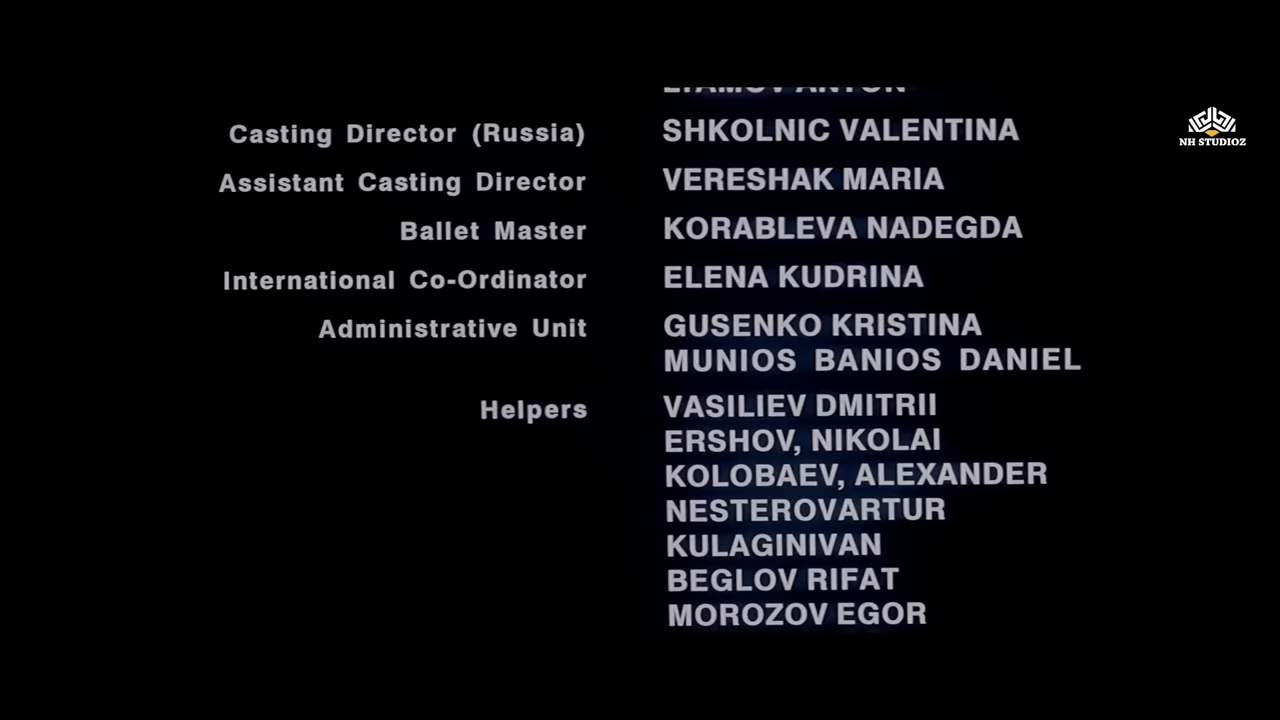 Casting Director (Russia) SHKOLNIC VALENTINA
Assistant Casting Director VERESHAK MARIA
Ballet Master KORABLEVA NADEGDA
International Co-Ordinator ELENA KUDRINA
Administrative Unit GUSENKO KRISTINA
MUNIOS BANIOS DANIEL
Helpers VASILIEV DMITRII
ERSHOV, NIKOLAI
KOLOBAEV, ALEXANDER
NESTEROVARTUR
KULAGINIVAN
BEGLOV RIFAT
MOROZOV EGOR
NH STUDIOZ